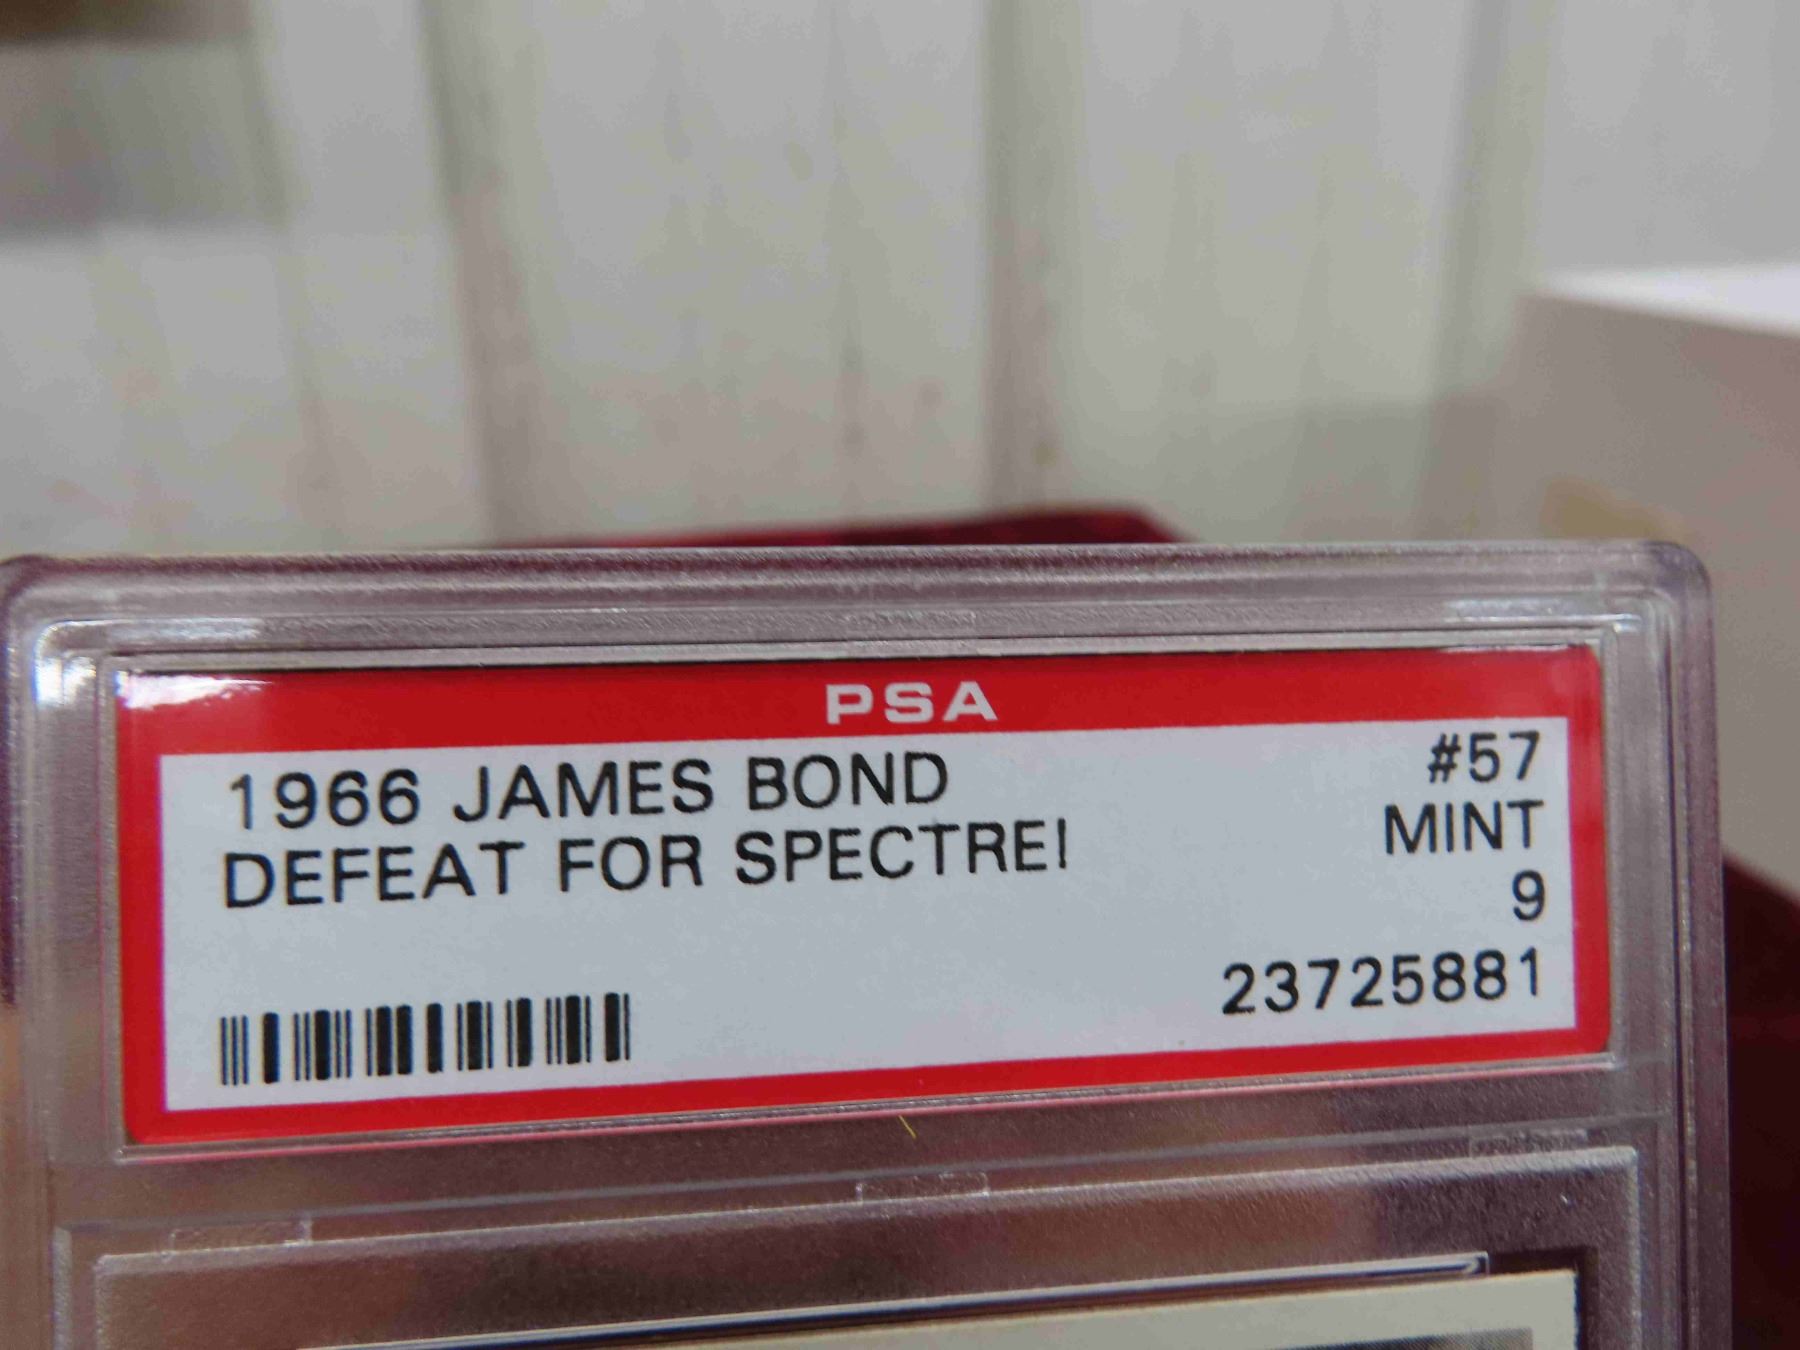 PSA
1966 JAMES BOND #57
DEFEAT FOR SPECTRE! MINT
9
23725881